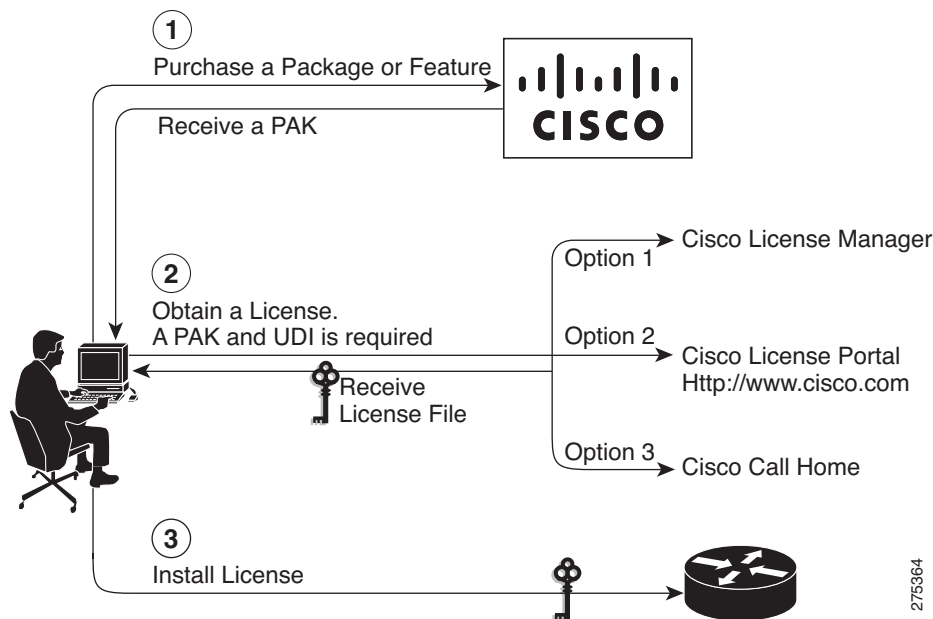 1
Purchase a Package or Feature
Receive a PAK
CISCO
2
Obtain a License.
A PAK and UDI is required
Receive
License File
Option 1
Cisco License Manager
Option 2
Cisco License Portal
Http://www.cisco.com
Option 3
Cisco Call Home
3
Install License
275364